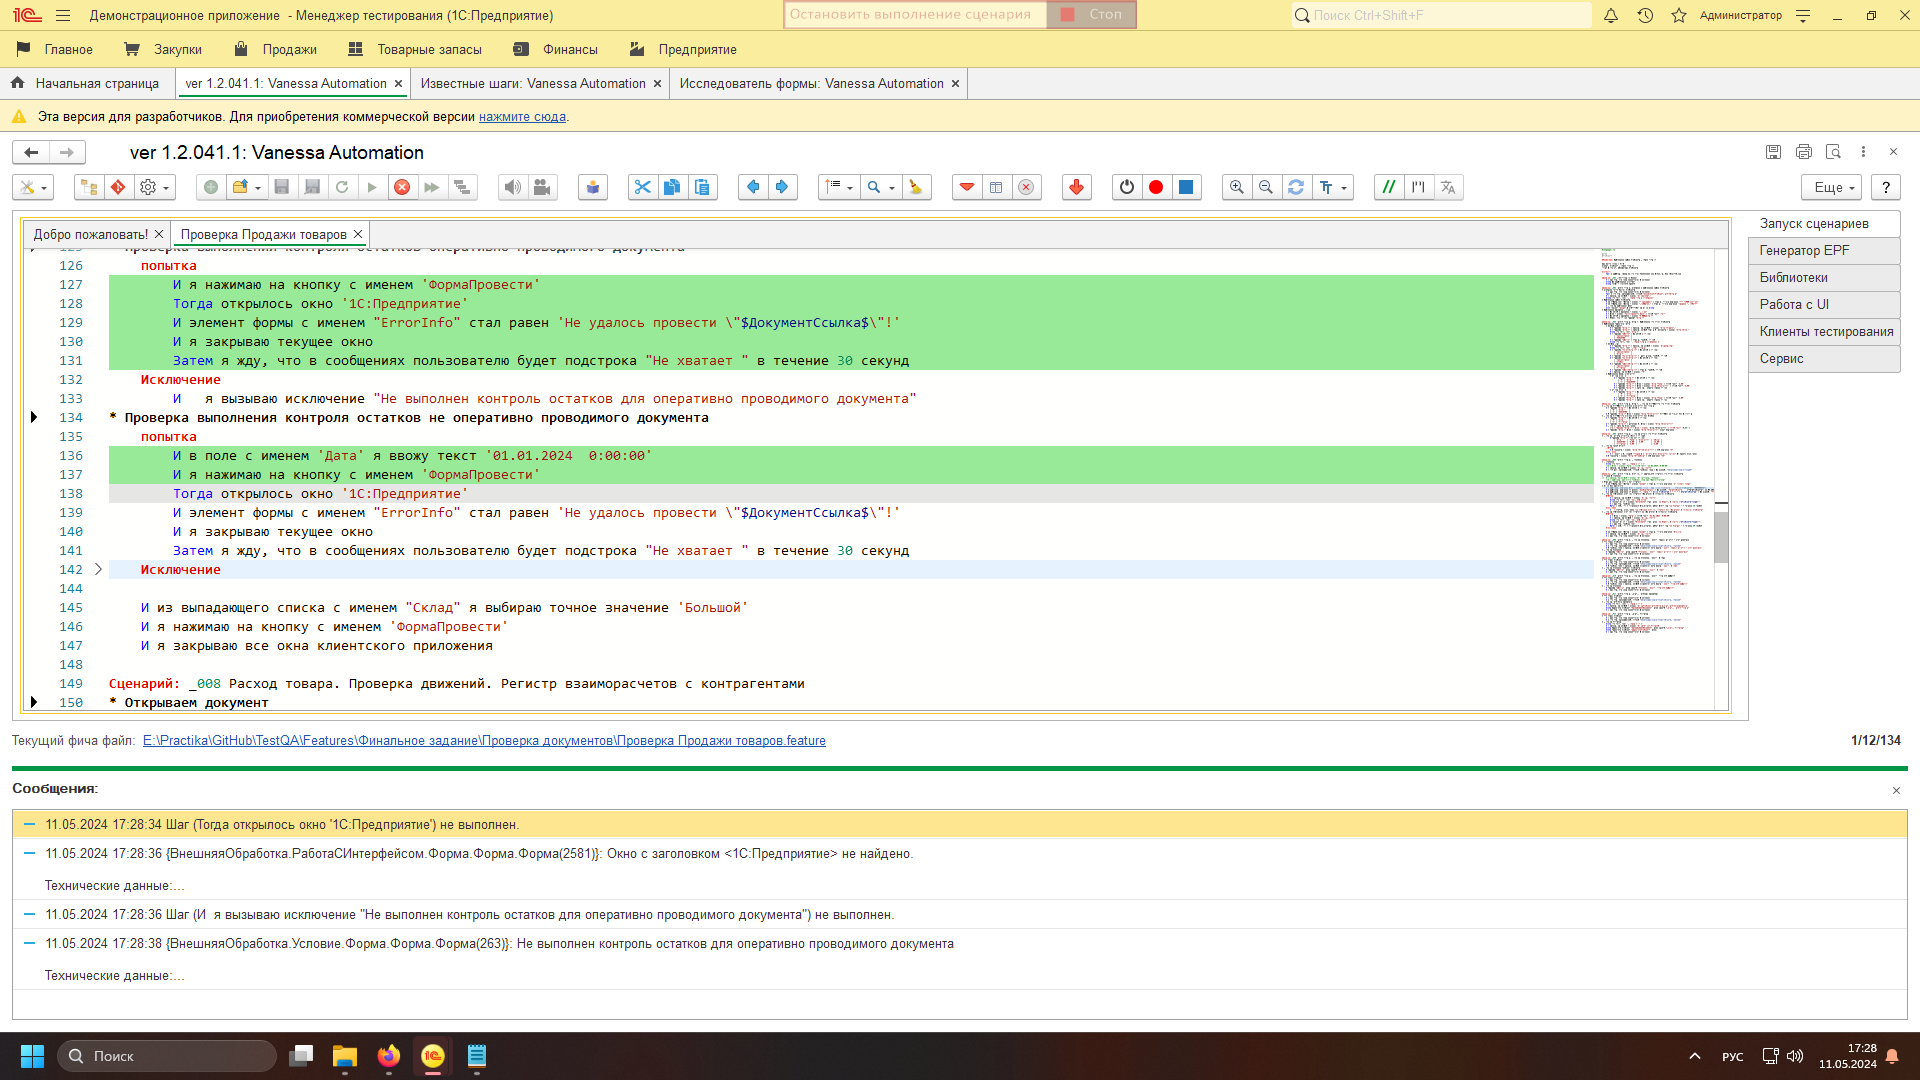 Демонстрационное приложение - Менеджер тестирования (1С:Предприятие)
Остановить выполнение сценария
Стоп
Поиск Ctrl+Shift+F
Администратор
Главное
Закупки
Продажи
Товарные запасы
Финансы
Предприятие
Начальная страница
ver 1.2.041.1: Vanessa Automation ×
Известные шаги: Vanessa Automation ×
Исследователь формы: Vanessa Automation ×
Эта версия для разработчиков. Для приобретения коммерческой версии нажмите сюда.
ver 1.2.041.1: Vanessa Automation
Еще
?
Добро пожаловать! ×
Проверка Продажи товаров ×
126 попытка
127 И я нажимаю на кнопку с именем 'ФормаПровести'
128 Тогда открылось окно '1С:Предприятие'
129 И элемент формы с именем "ErrorInfo" стал равен 'Не удалось провести \"$ДокументСсылка$\"!'
130 И я закрываю текущее окно
131 Затем я жду, что в сообщениях пользователю будет подстрока "Не хватает " в течение 30 секунд
132 Исключение
133 И   я вызываю исключение "Не выполнен контроль остатков для оперативно проводимого документа"
134 * Проверка выполнения контроля остатков не оперативно проводимого документа
135 попытка
136 И в поле с именем 'Дата' я ввожу текст '01.01.2024  0:00:00'
137 И я нажимаю на кнопку с именем 'ФормаПровести'
138 Тогда открылось окно '1С:Предприятие'
139 И элемент формы с именем "ErrorInfo" стал равен 'Не удалось провести \"$ДокументСсылка$\"!'
140 И я закрываю текущее окно
141 Затем я жду, что в сообщениях пользователю будет подстрока "Не хватает " в течение 30 секунд
142 Исключение
144
145 И из выпадающего списка с именем "Склад" я выбираю точное значение 'Большой'
146 И я нажимаю на кнопку с именем 'ФормаПровести'
147 И я закрываю все окна клиентского приложения
148
149 Сценарий: _008 Расход товара. Проверка движений. Регистр взаиморасчетов с контрагентами
150 * Открываем документ
Запуск сценариев
Генератор EPF
Библиотеки
Работа с UI
Клиенты тестирования
Сервис
Текущий фича файл: E:\Practika\GitHub\TestQA\Features\Финальное задание\Проверка документов\Проверка Продажи товаров.feature
1/12/134
Сообщения:
11.05.2024 17:28:34 Шаг (Тогда открылось окно '1С:Предприятие') не выполнен.
11.05.2024 17:28:36 {ВнешняяОбработка.РаботаСИнтерфейсом.Форма.Форма.Форма(2581)}: Окно с заголовком <1С:Предприятие> не найдено.
Технические данные:...
11.05.2024 17:28:36 Шаг (И  я вызываю исключение "Не выполнен контроль остатков для оперативно проводимого документа") не выполнен.
11.05.2024 17:28:38 {ВнешняяОбработка.Условие.Форма.Форма.Форма(263)}: Не выполнен контроль остатков для оперативно проводимого документа
Технические данные:...
Поиск
РУС
17:28
11.05.2024